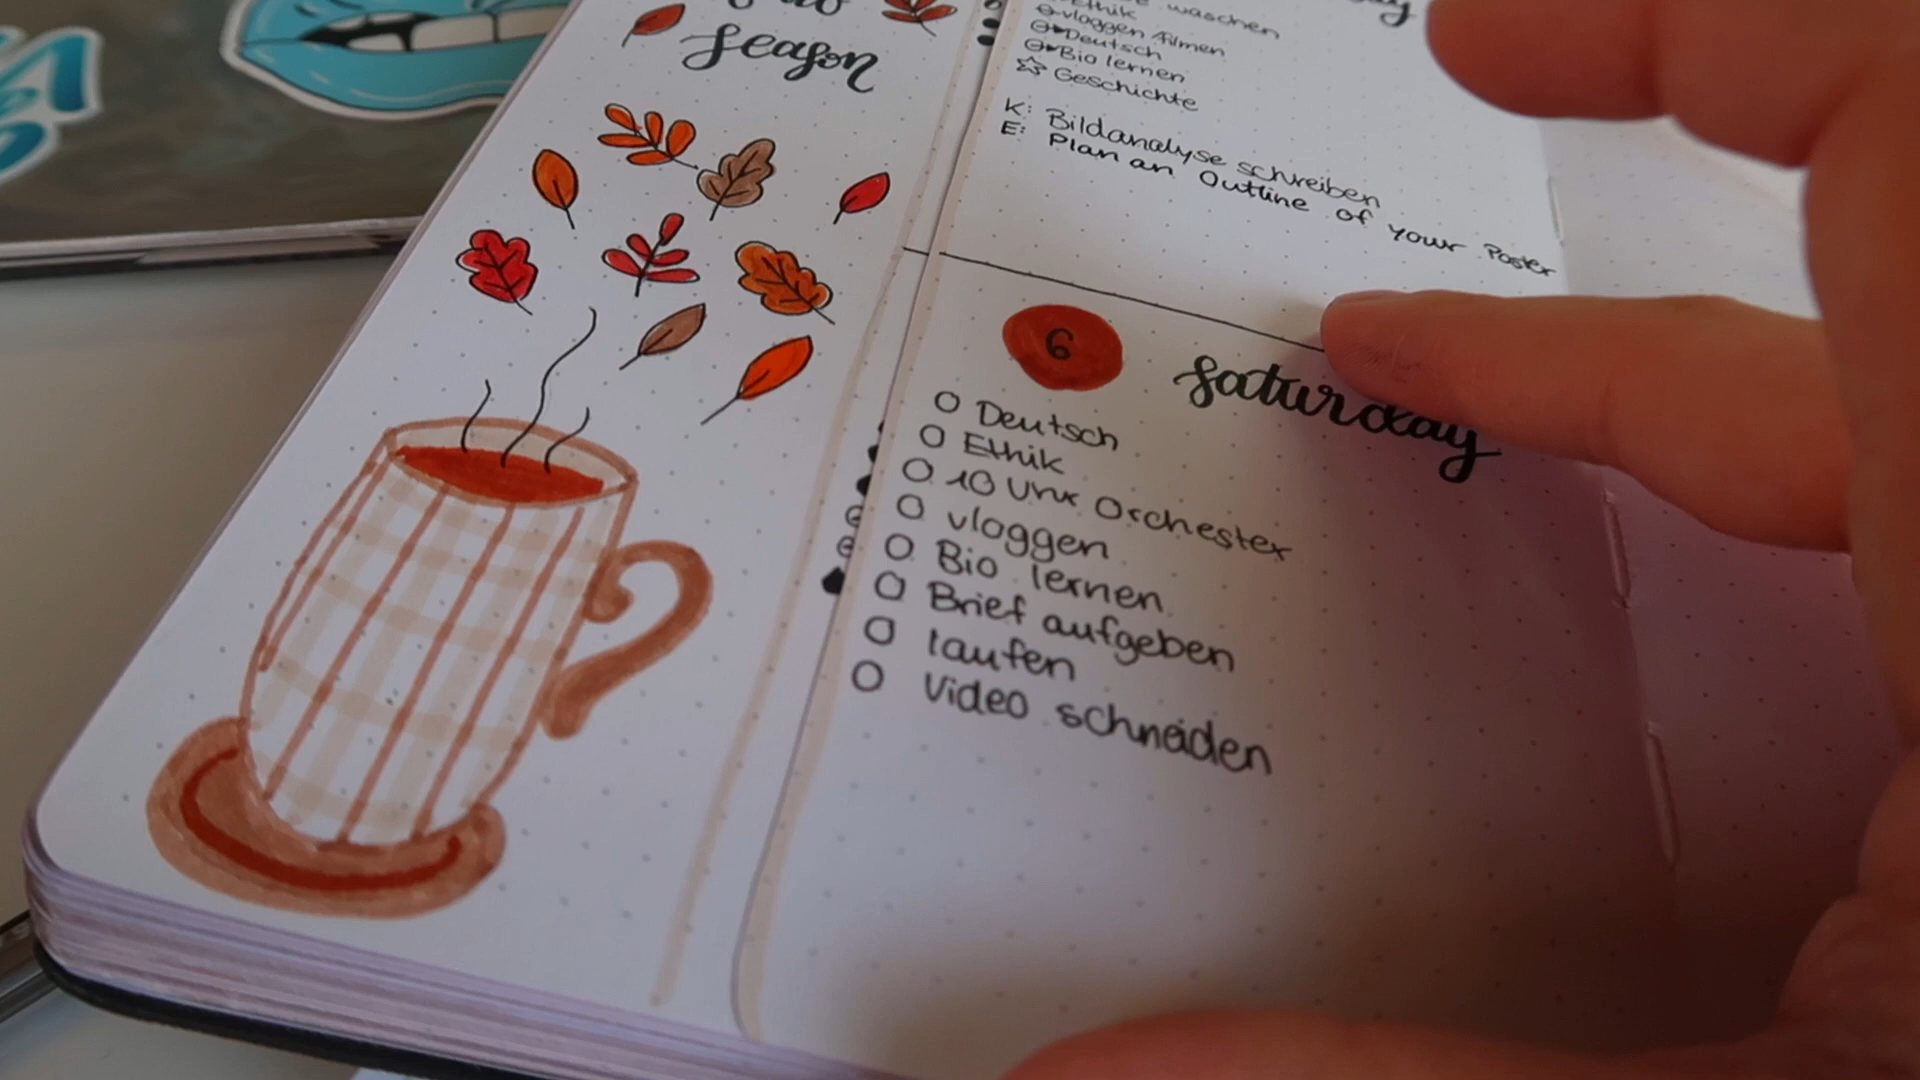 season
waschen
Ethik
vloggen filmen
Deutsch
Bio lernen
Geschichte
K: Bildanalyse schreiben
E: Plan an Outline of your Poster
6
Saturday
Deutsch
Ethik
10 Uhr Orchester
vloggen
Bio lernen
Brief aufgeben
laufen
Video schneiden